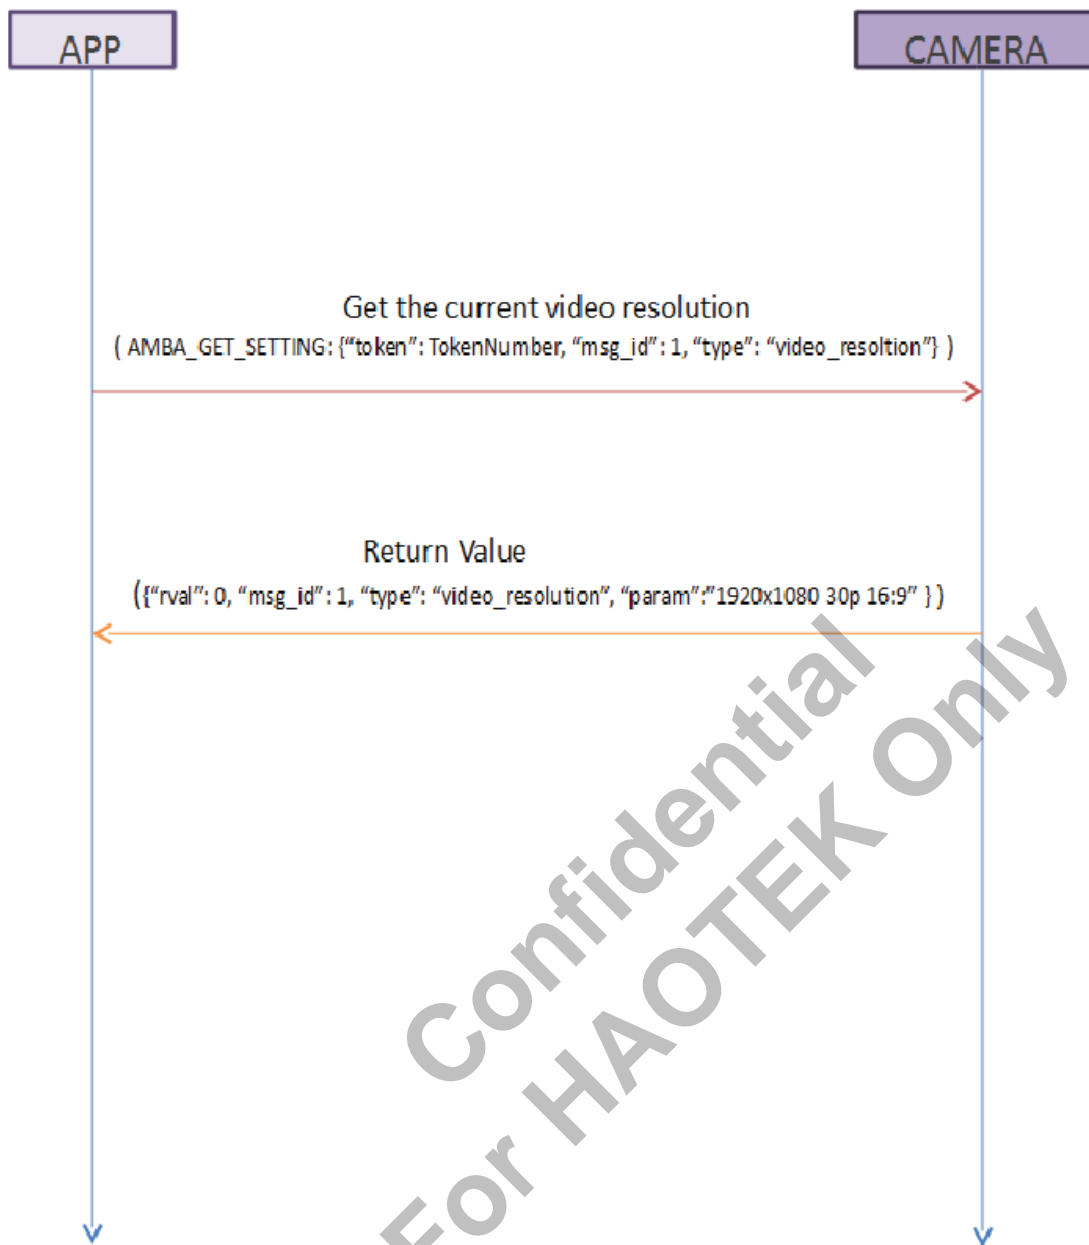 APP
CAMERA
Get the current video resolution
( AMBA_GET_SETTING: {“token”: TokenNumber, “msg_id”: 1, “type”: “video_resoltion”} )
Return Value
({“rval”: 0, “msg_id”: 1, “type”: “video_resolution”, “param”:”1920x1080 30p 16:9” } )
Confidential
For HAOTEK Only